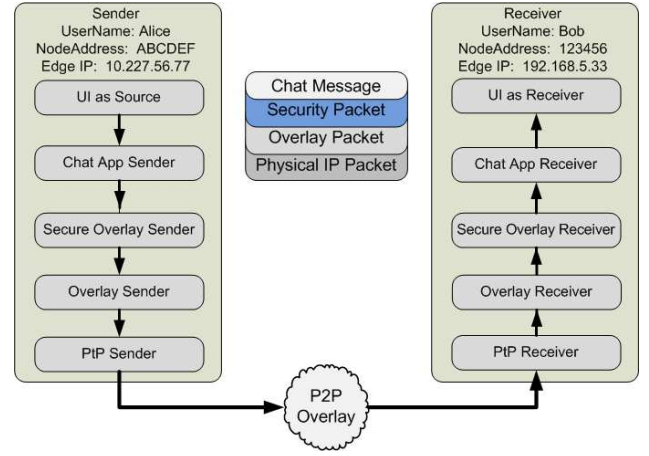 Sender
UserName: Alice
NodeAddress: ABCDEF
Edge IP: 10.227.56.77
UI as Source
Chat App Sender
Secure Overlay Sender
Overlay Sender
PtP Sender
Chat Message
Security Packet
Overlay Packet
Physical IP Packet
P2P
Overlay
Receiver
UserName: Bob
NodeAddress: 123456
Edge IP: 192.168.5.33
UI as Receiver
Chat App Receiver
Secure Overlay Receiver
Overlay Receiver
PtP Receiver